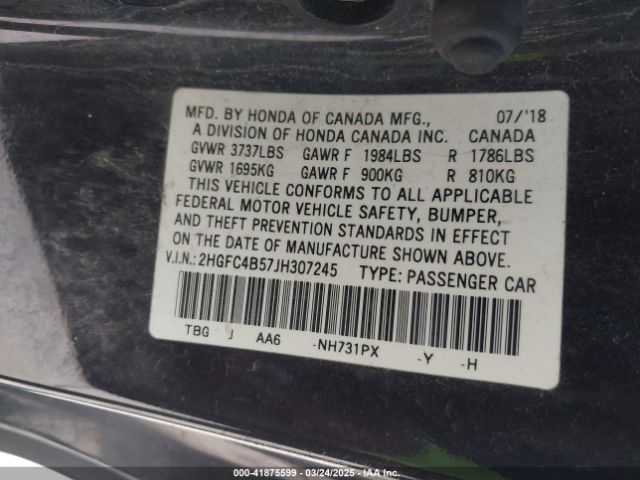 MFD. BY HONDA OF CANADA MFG., 07/'18
A DIVISION OF HONDA CANADA INC. CANADA
GVWR 3737LBS GAWR F 1984LBS R 1786LBS
GVWR 1695KG GAWR F 900KG R 810KG
THIS VEHICLE CONFORMS TO ALL APPLICABLE
FEDERAL MOTOR VEHICLE SAFETY, BUMPER,
AND THEFT PREVENTION STANDARDS IN EFFECT
ON THE DATE OF MANUFACTURE SHOWN ABOVE.
V.I.N.: 2HGFC4B57JH307245 TYPE: PASSENGER CAR
TBG J AA6 -NH731PX -Y -H
000-41875599 - 03/24/2025 - IAAI.COM